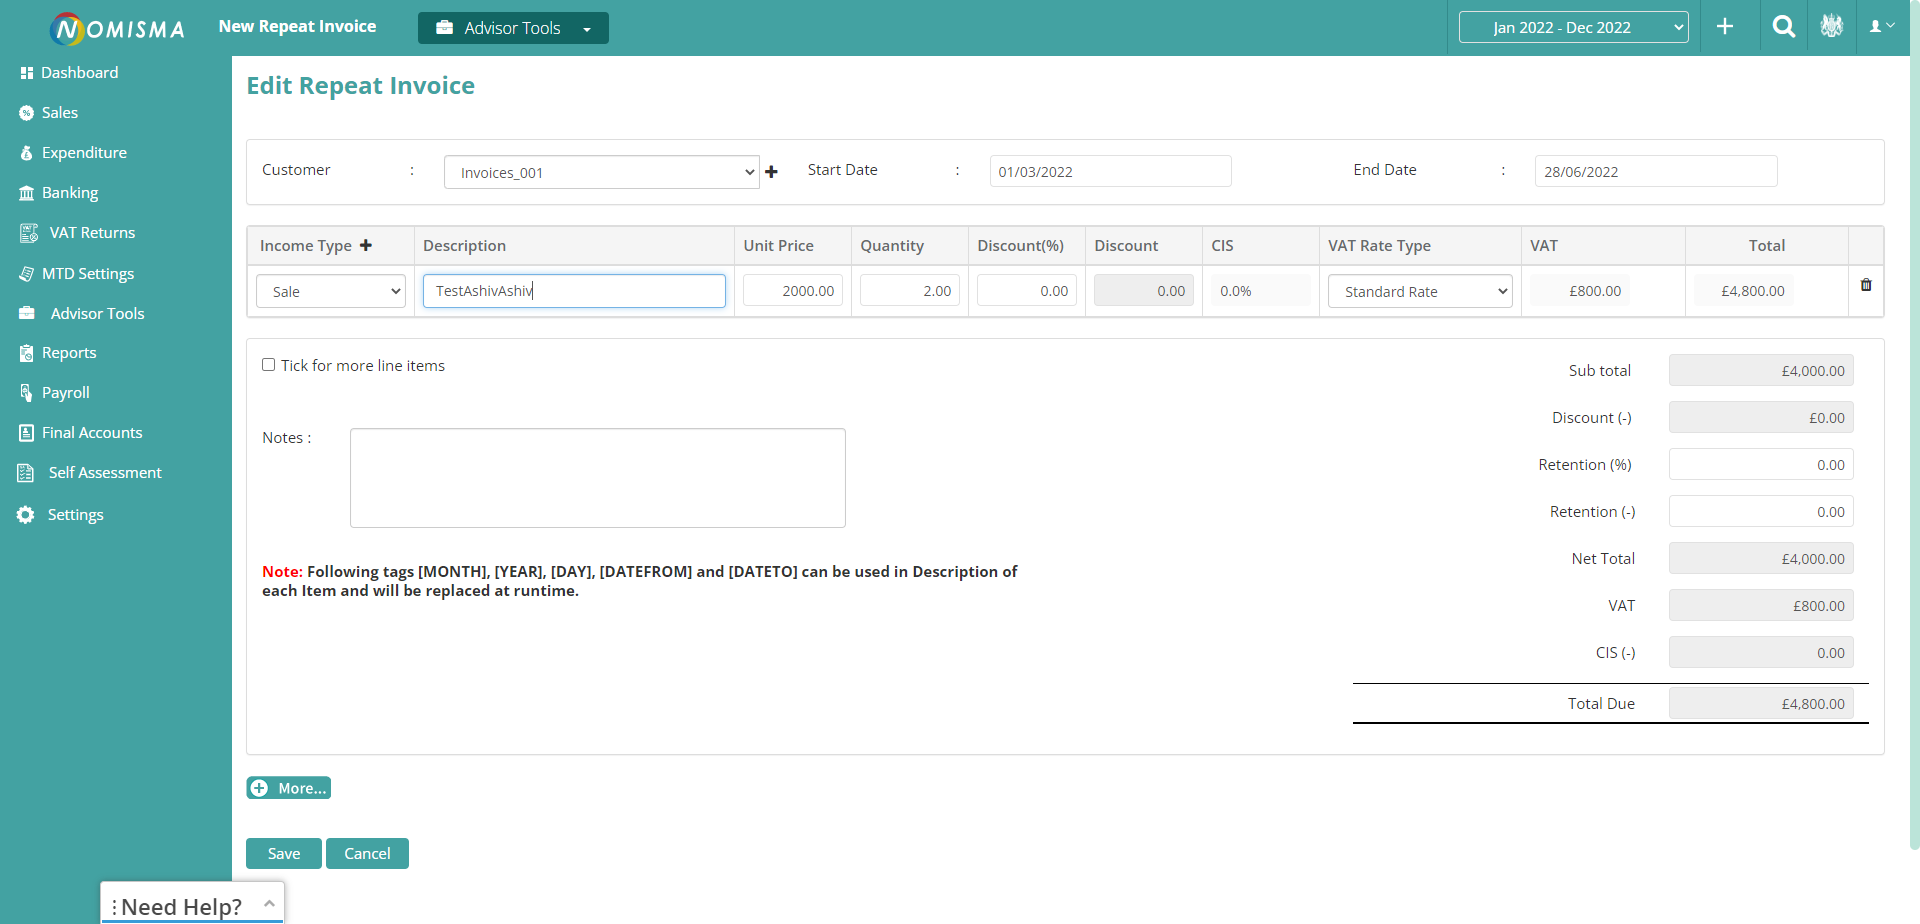 NOMISMA New Repeat Invoice Advisor Tools Jan 2022 - Dec 2022
Dashboard
Sales
Expenditure
Banking
VAT Returns
MTD Settings
Advisor Tools
Reports
Payroll
Final Accounts
Self Assessment
Settings
Edit Repeat Invoice
Customer : Invoices_001 Start Date : 01/03/2022 End Date : 28/06/2022
Income Type Description Unit Price Quantity Discount(%) Discount CIS VAT Rate Type VAT Total
Sale TestAshivAshiv 2000.00 2.00 0.00 0.00 0.0% Standard Rate £800.00 £4,800.00
Tick for more line items
Notes :
Note: Following tags [MONTH], [YEAR], [DAY], [DATEFROM] and [DATETO] can be used in Description of
each Item and will be replaced at runtime.
Sub total £4,000.00
Discount (-) £0.00
Retention (%) 0.00
Retention (-) 0.00
Net Total £4,000.00
VAT £800.00
CIS (-) 0.00
Total Due £4,800.00
More...
Save Cancel
Need Help?